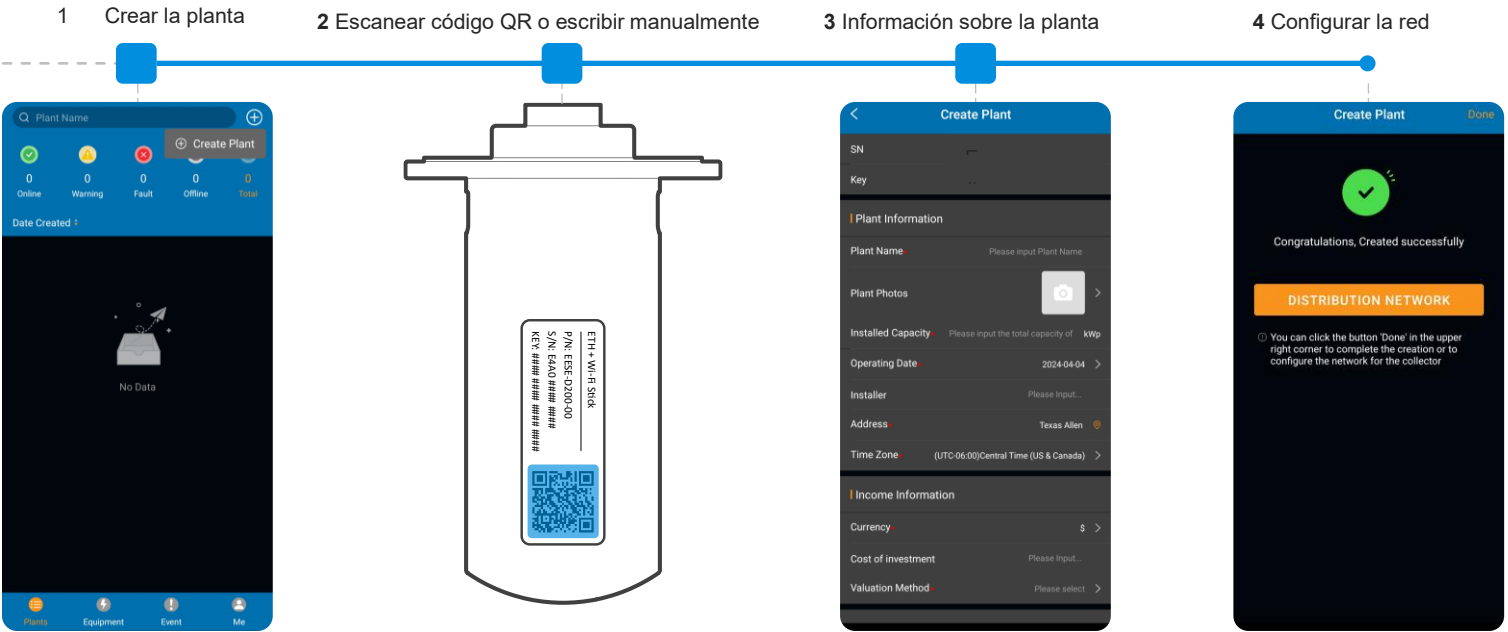 1 Crear la planta
2 Escanear código QR o escribir manualmente
3 Información sobre la planta
4 Configurar la red
Plant Name
Create Plant
0 0 0 0 0
Online Warning Fault Offline Total
Date Created
No Data
Plants Equipment Event Me
ETH + Wi-Fi Stick
P/N: EESE-D200-00
S/N: E4A0 #### ####
KEY: #### #### #### ####
Create Plant
SN
Key
Plant Information
Plant Name* Please input Plant Name
Plant Photos
Installed Capacity* Please input the total capacity of kWp
Operating Date* 2024-04-04
Installer Please Input...
Address* Texas Allen
Time Zone* (UTC-06:00)Central Time (US & Canada)
Income Information
Currency* $
Cost of investment Please Input...
Valuation Method* Please select
Create Plant Done
Congratulations, Created successfully
DISTRIBUTION NETWORK
You can click the button 'Done' in the upper
right corner to complete the creation or to
configure the network for the collector